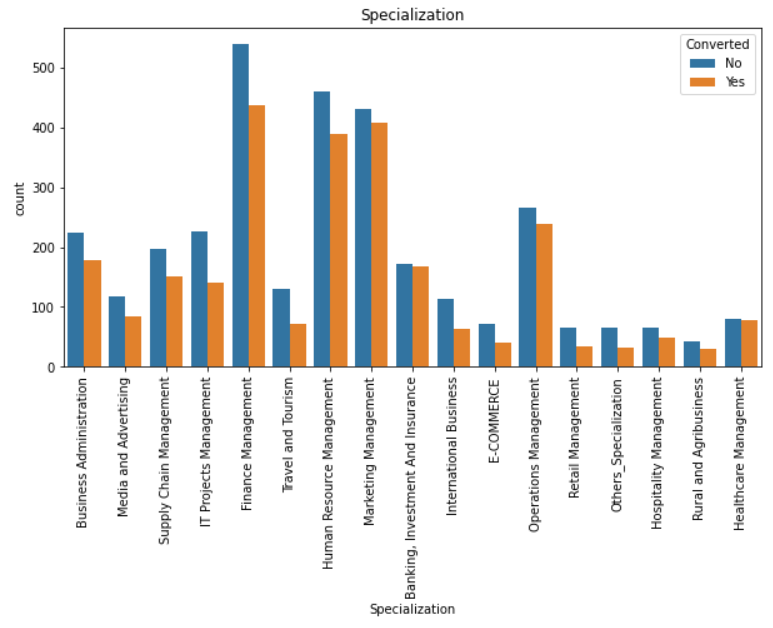 Specialization
Converted
No
Yes
500
400
300
200
100
0
count
Business Administration
Media and Advertising
Supply Chain Management
IT Projects Management
Finance Management
Travel and Tourism
Human Resource Management
Marketing Management
Banking, Investment And Insurance
International Business
E-COMMERCE
Operations Management
Retail Management
Others_Specialization
Hospitality Management
Rural and Agribusiness
Healthcare Management
Specialization